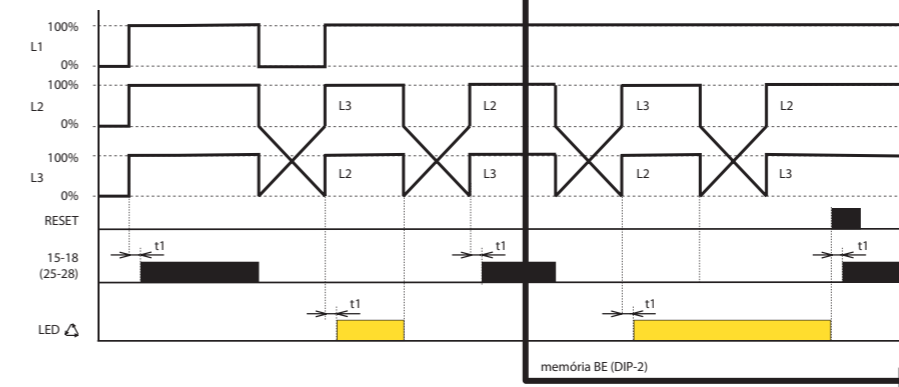 100%
L1
0%
100%
L2
0%
L3
L2
L3
L2
100%
L3
0%
L2
L3
L2
L3
RESET
15-18
(25-28)
t1
t1
t1
LED
t1
t1
memória BE (DIP-2)